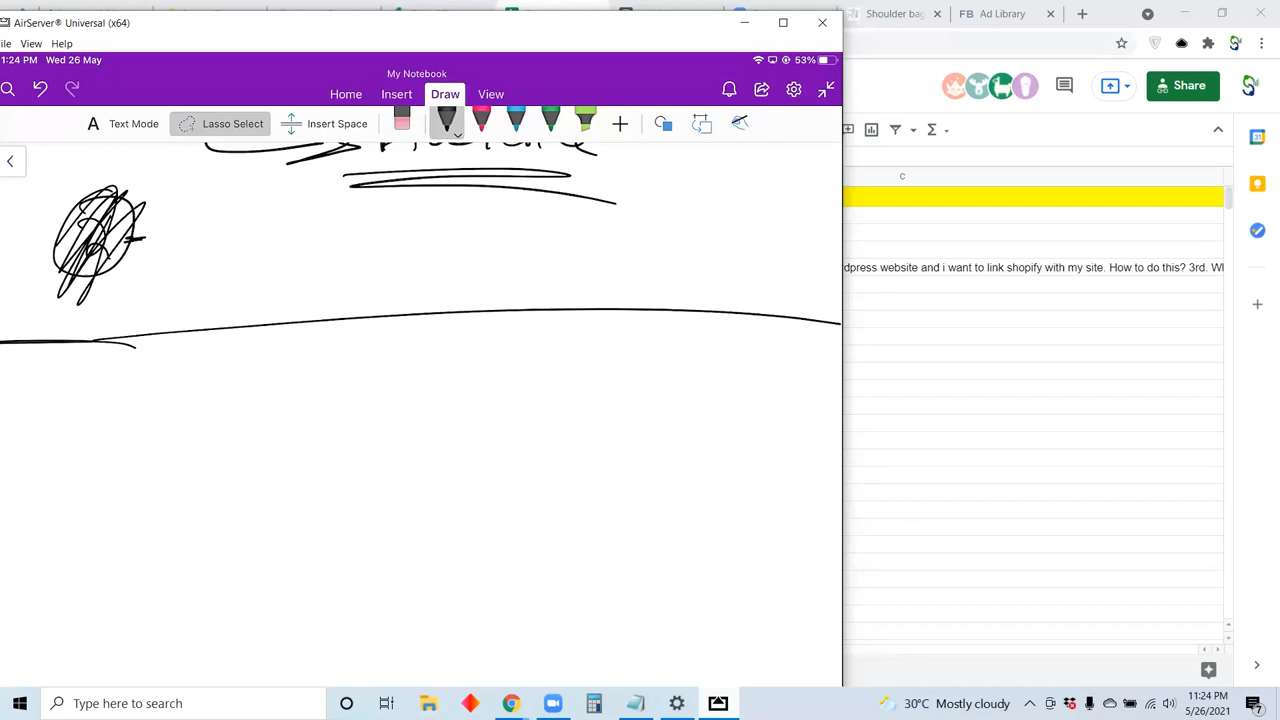 AirServer® Universal (x64)
Shoulder Bag
FB Ad Library
ile View Help
1:24 PM Wed 26 May
53%
My Notebook
Home Insert Draw View
Share
A Text Mode Lasso Select Insert Space
C
rdpress website and i want to link shopify with my site. How to do this? 3rd. Wl
Type here to search
30°C Mostly cloudy
11:24 PM
5/26/2021
7